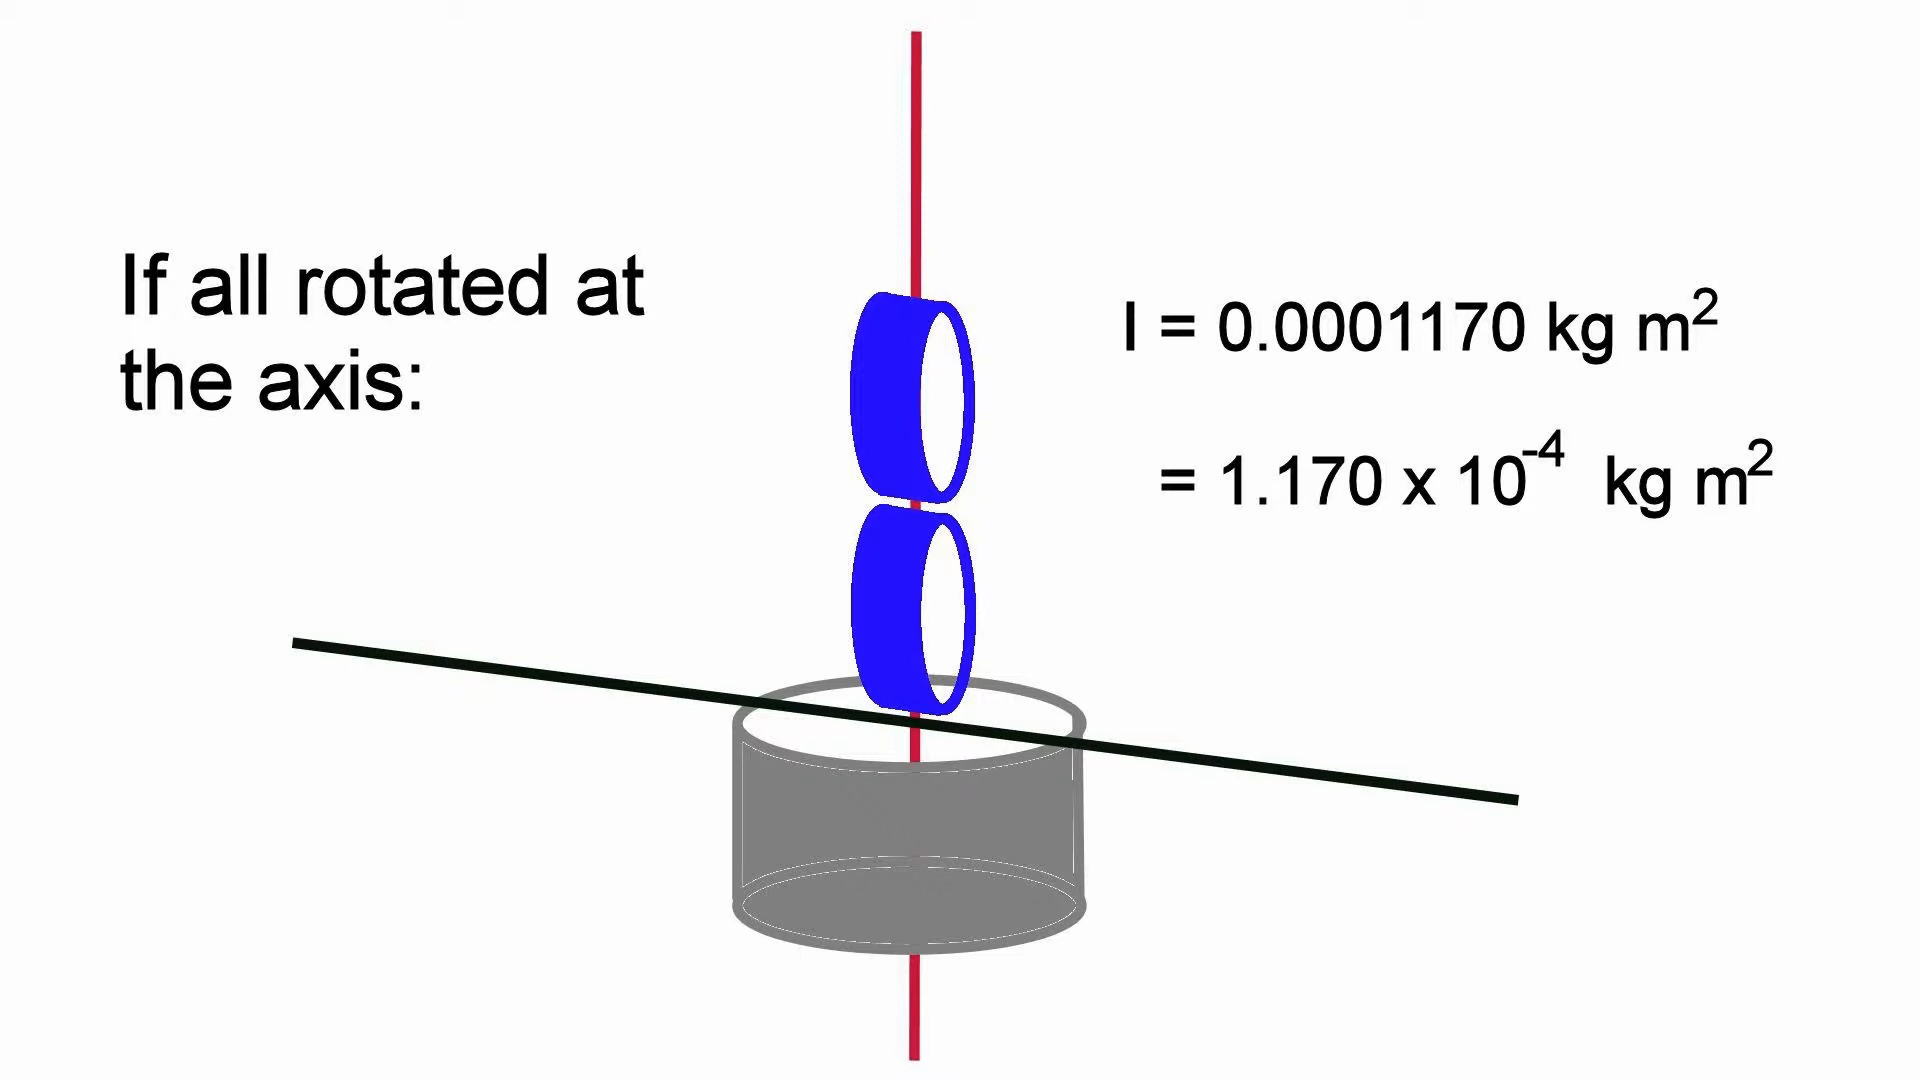 If all rotated at
the axis:
I = 0.0001170 kg m²
= 1.170 x 10⁻⁴ kg m²